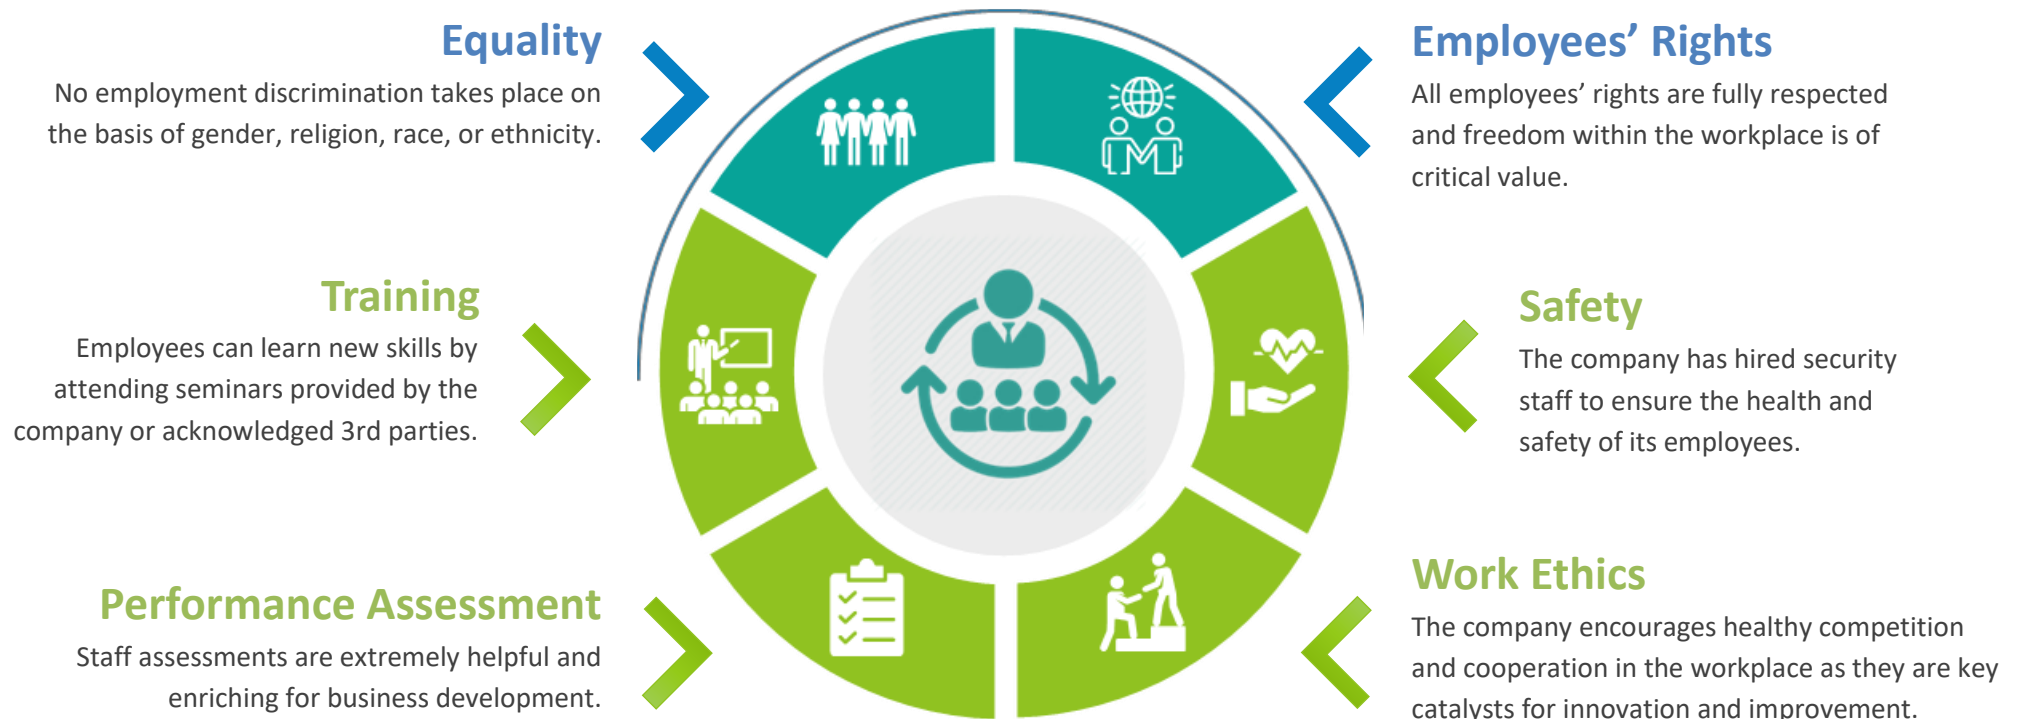 Equality
No employment discrimination takes place on
the basis of gender, religion, race, or ethnicity.
Employees’ Rights
All employees’ rights are fully respected
and freedom within the workplace is of
critical value.
Training
Employees can learn new skills by
attending seminars provided by the
company or acknowledged 3rd parties.
Safety
The company has hired security
staff to ensure the health and
safety of its employees.
Performance Assessment
Staff assessments are extremely helpful and
enriching for business development.
Work Ethics
The company encourages healthy competition
and cooperation in the workplace as they are key
catalysts for innovation and improvement.